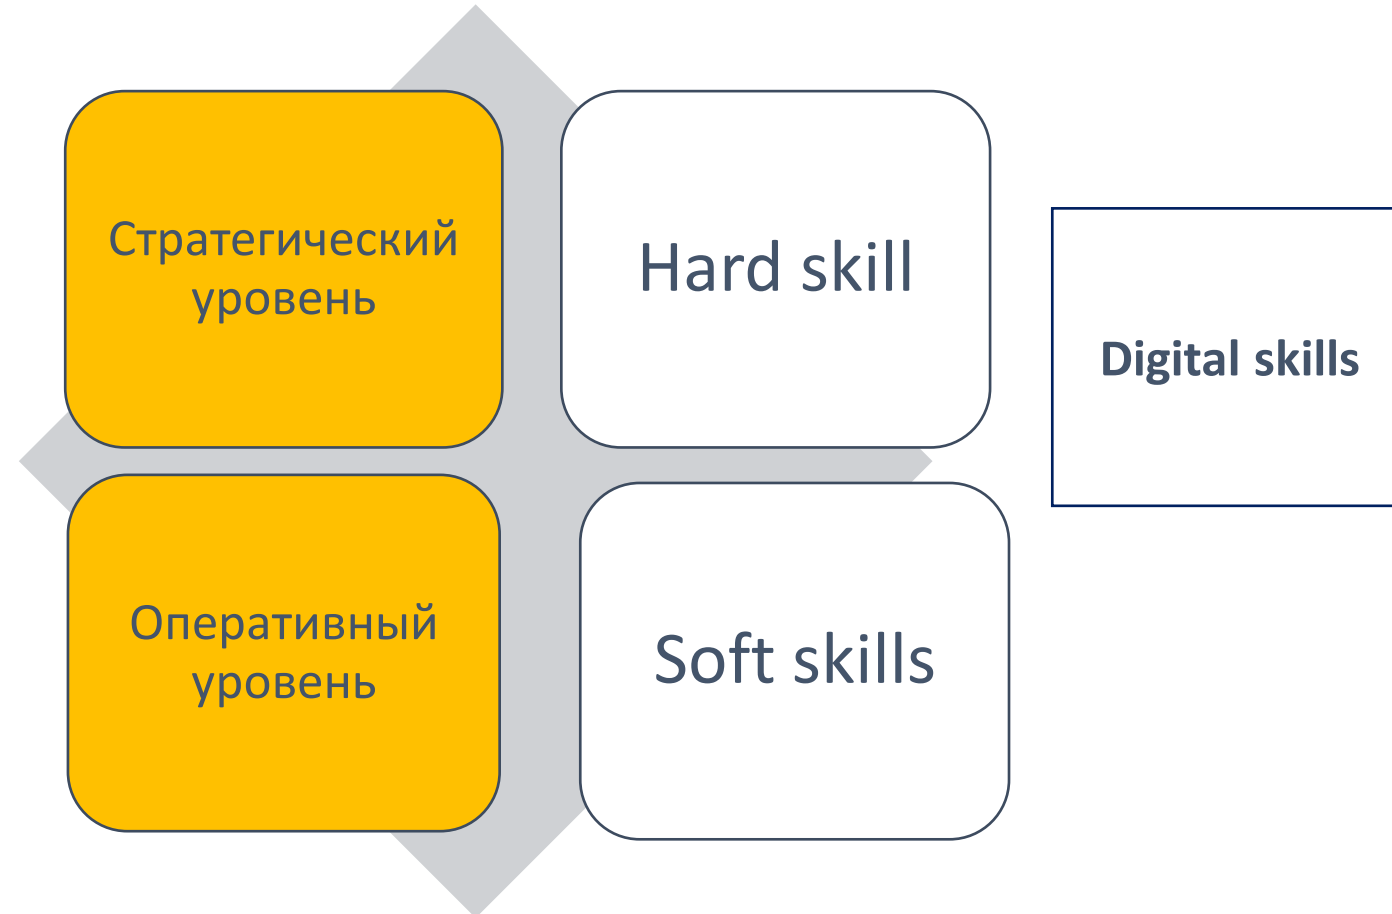 Стратегический
уровень
Hard skill
Digital skills
Оперативный
уровень
Soft skills